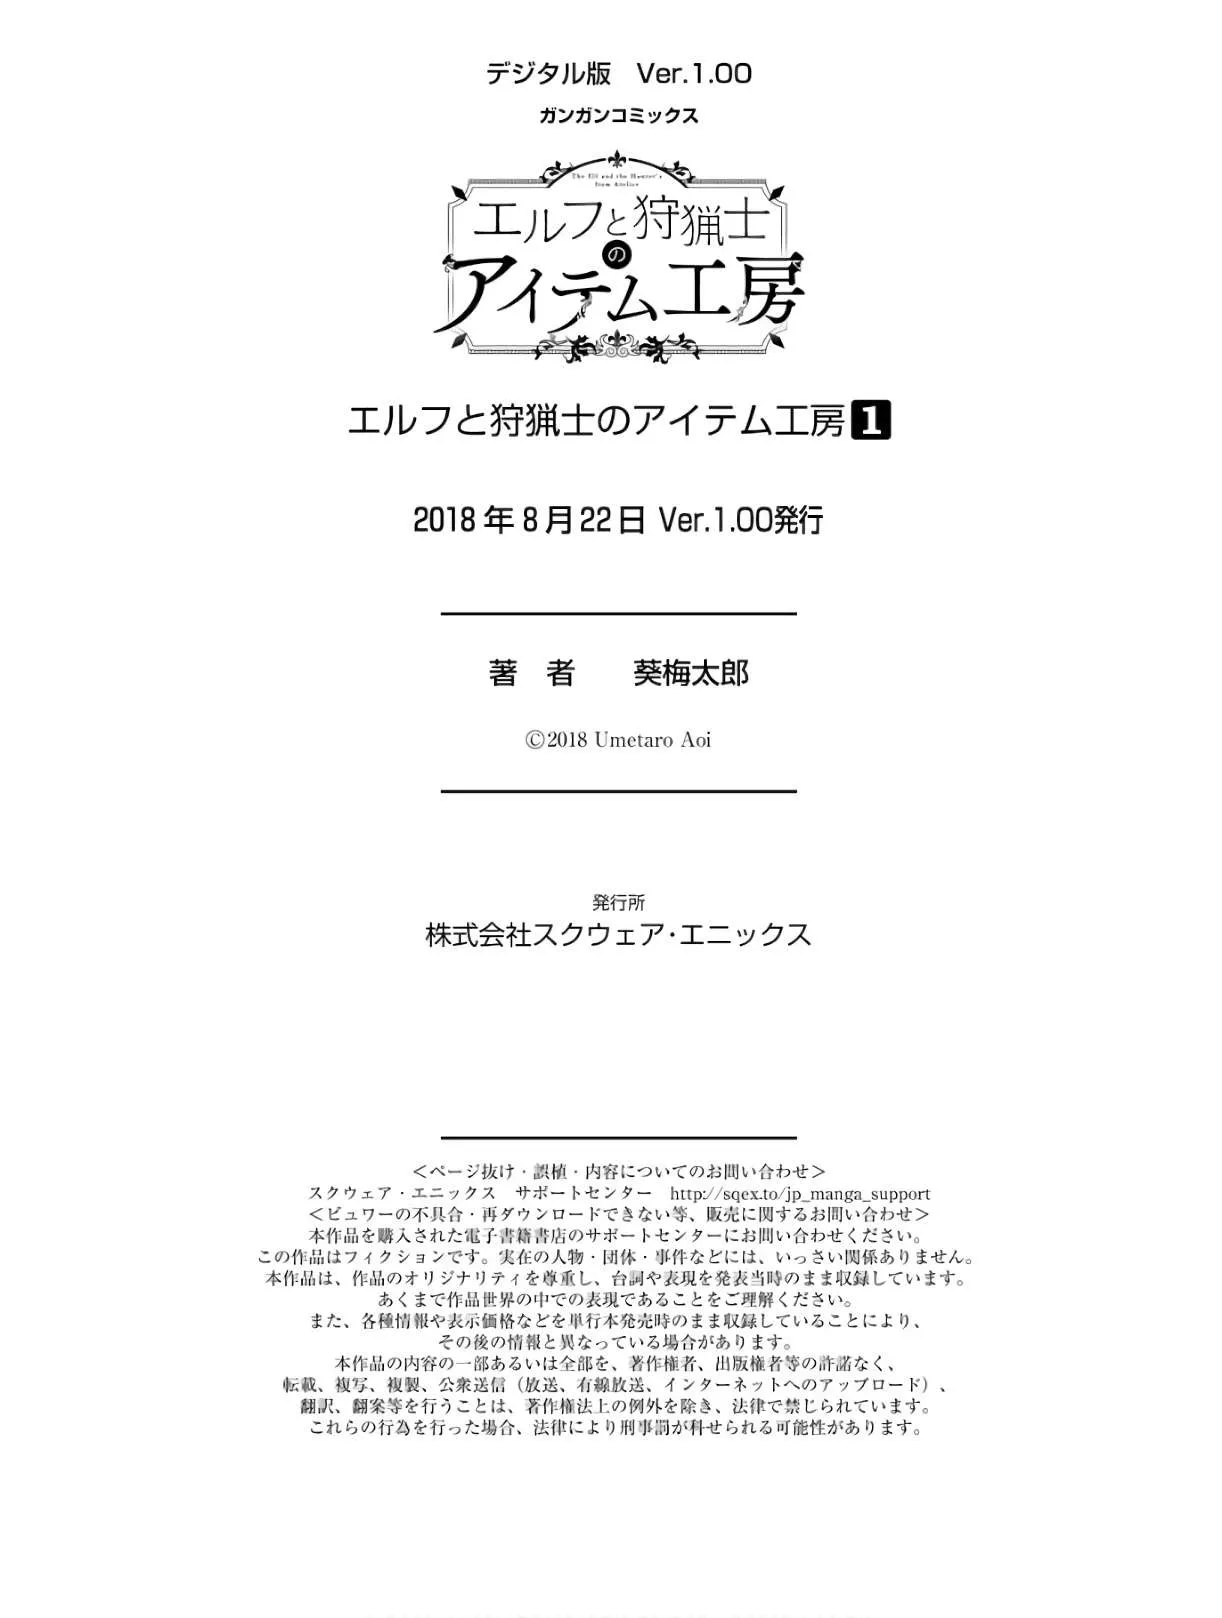 デジタル版　Ver.1.00
ガンガンコミックス
The Elf and the Hunter's
Item Atelier
エルフと狩猟士
の
アイテム工房
エルフと狩猟士のアイテム工房 1
2018年8月22日 Ver.1.00発行
著　者　　葵梅太郎
©2018 Umetaro Aoi
発行所
株式会社スクウェア・エニックス
＜ページ抜け・誤植・内容についてのお問い合わせ＞
スクウェア・エニックス　サポートセンター　http://sqex.to/jp_manga_support
＜ビュワーの不具合・再ダウンロードできない等、販売に関するお問い合わせ＞
本作品を購入された電子書籍書店のサポートセンターにお問い合わせください。
この作品はフィクションです。実在の人物・団体・事件などには、いっさい関係ありません。
本作品は、作品のオリジナリティを尊重し、台詞や表現を発表当時のまま収録しています。
あくまで作品世界の中での表現であることをご理解ください。
また、各種情報や表示価格などを単行本発売時のまま収録していることにより、
その後の情報と異なっている場合があります。
本作品の内容の一部あるいは全部を、著作権者、出版権者等の許諾なく、
転載、複写、複製、公衆送信（放送、有線放送、インターネットへのアップロード）、
翻訳、翻案等を行うことは、著作権法上の例外を除き、法律で禁じられています。
これらの行為を行った場合、法律により刑事罰が科せられる可能性があります。